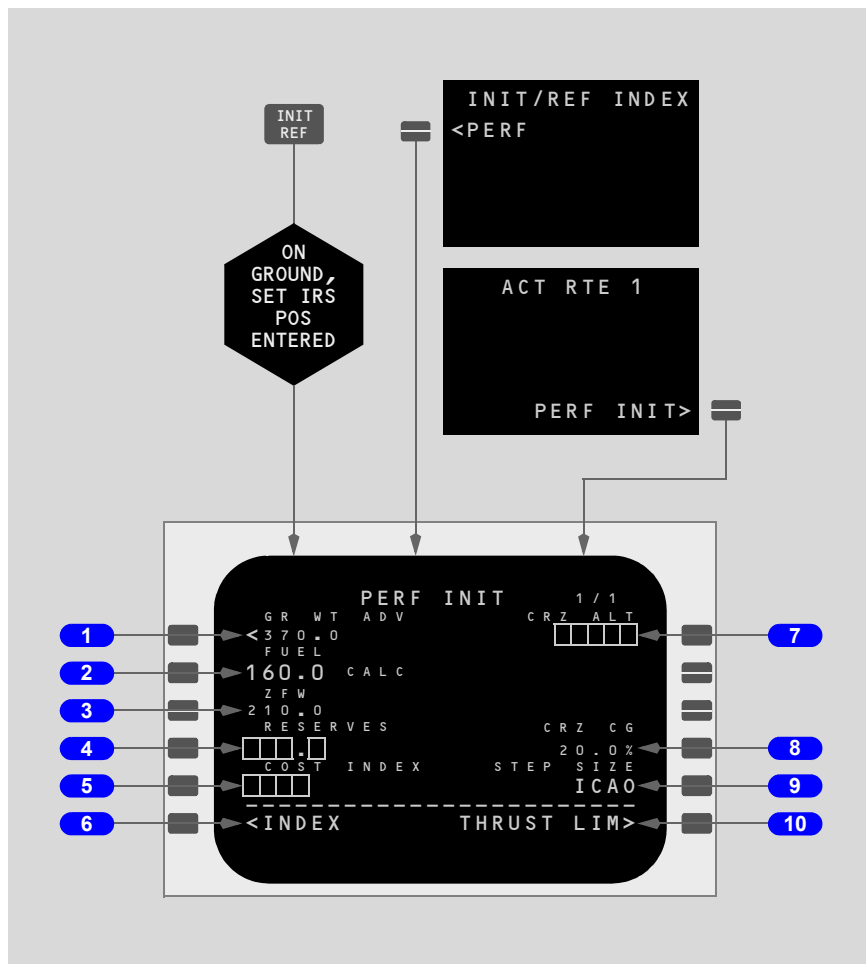 INIT
REF
INIT/REF INDEX
<PERF
ON
GROUND,
SET IRS
POS
ENTERED
ACT RTE 1
PERF INIT>
PERF INIT 1/1
GR WT ADV CRZ ALT
1 <370.0 7
FUEL
2 160.0 CALC
ZFW
3 210.0
RESERVES CRZ CG
4 . 20.0% 8
COST INDEX STEP SIZE
5 ICAO 9
6 <INDEX THRUST LIM> 10